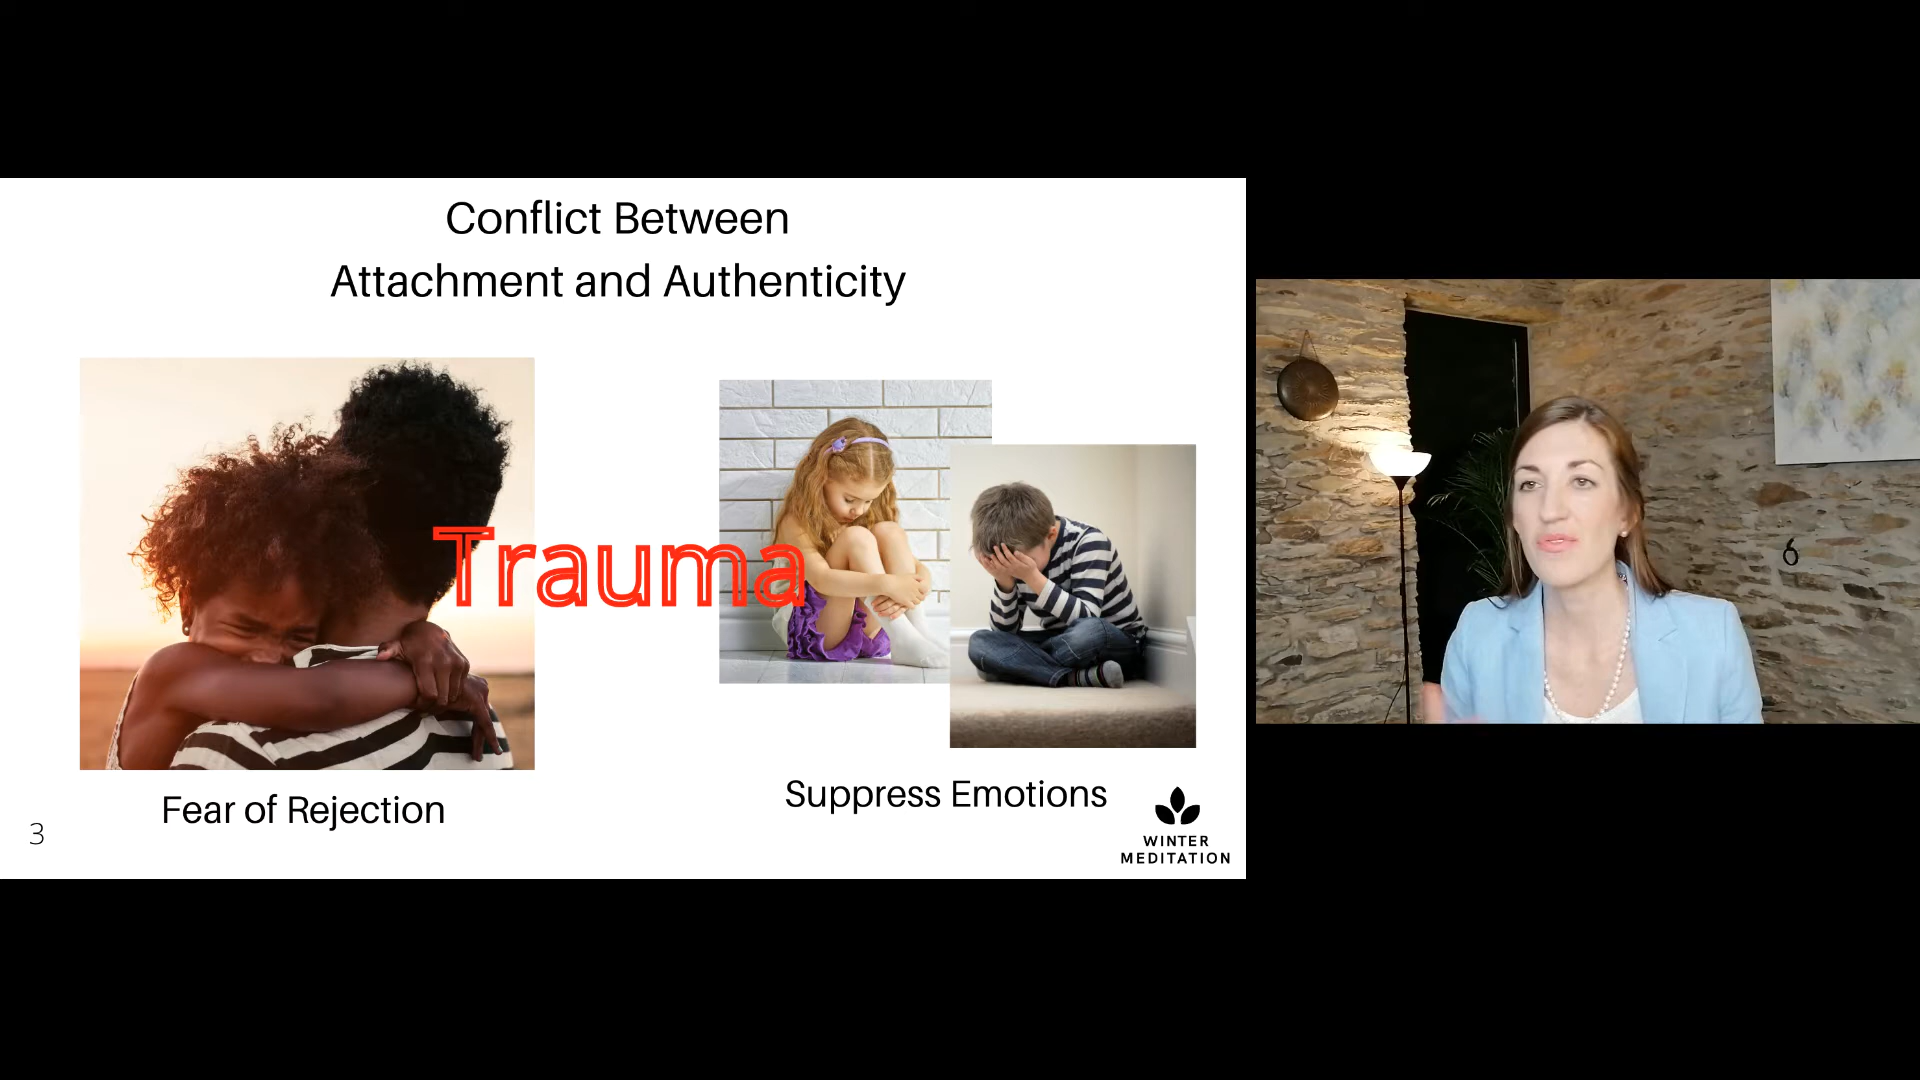 Conflict Between
Attachment and Authenticity
Trauma
Fear of Rejection
Suppress Emotions
3
WINTER
MEDITATION